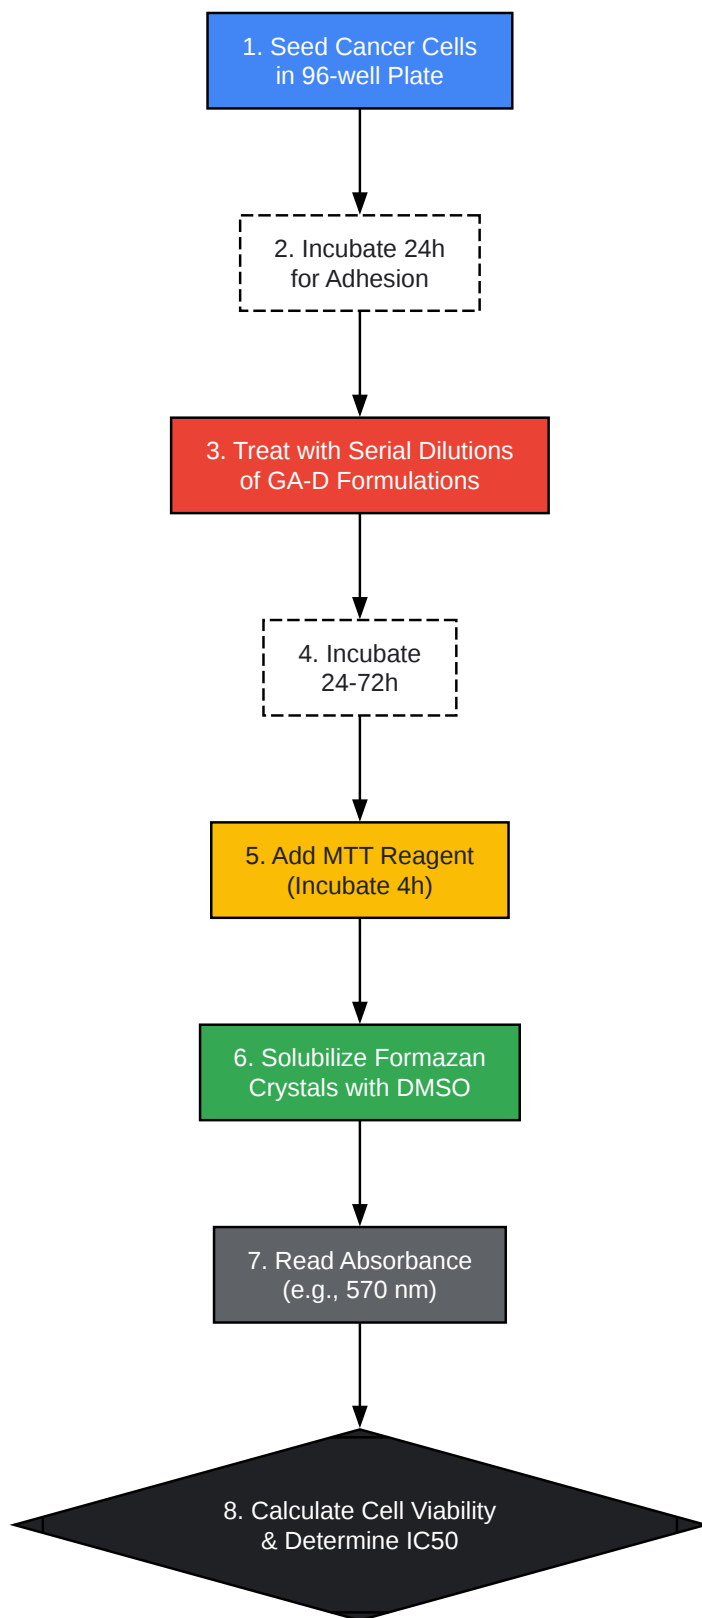 1. Seed Cancer Cells
in 96-well Plate
2. Incubate 24h
for Adhesion
3. Treat with Serial Dilutions
of GA-D Formulations
4. Incubate
24-72h
5. Add MTT Reagent
(Incubate 4h)
6. Solubilize Formazan
Crystals with DMSO
7. Read Absorbance
(e.g., 570 nm)
8. Calculate Cell Viability
& Determine IC50